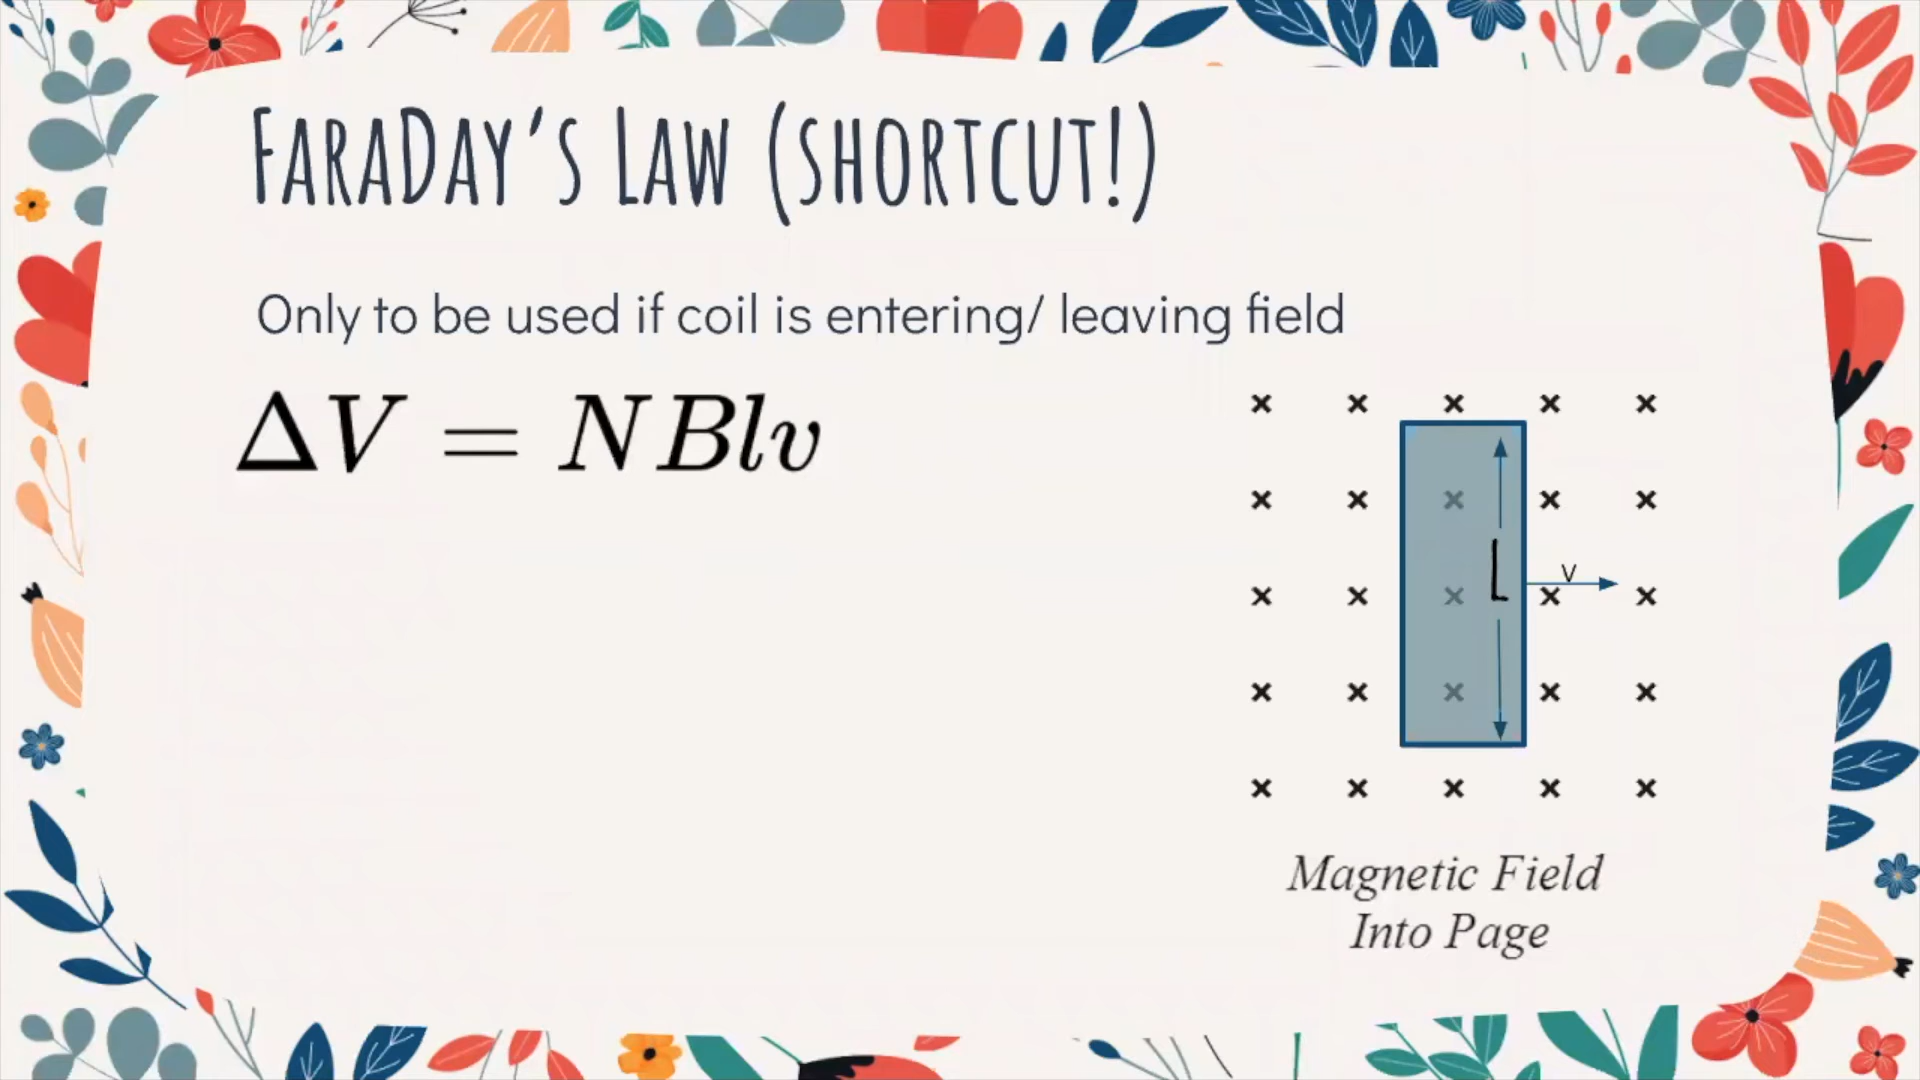 FARADAY'S LAW (SHORTCUT!)
Only to be used if coil is entering/ leaving field
ΔV = NBlv
× × × × ×
× × × × ×
L
v
× × × × ×
× × × × ×
× × × × ×
Magnetic Field
Into Page